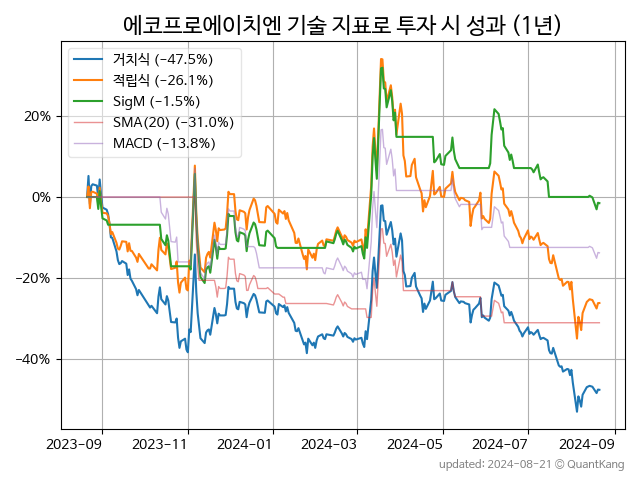 에코프로에이치엔 기술 지표로 투자 시 성과 (1년)
거치식 (−47.5%)
적립식 (−26.1%)
SigM (−1.5%)
SMA(20) (−31.0%)
MACD (−13.8%)
20%
0%
−20%
−40%
2023-09 2023-11 2024-01 2024-03 2024-05 2024-07 2024-09
updated: 2024-08-21 © QuantKang